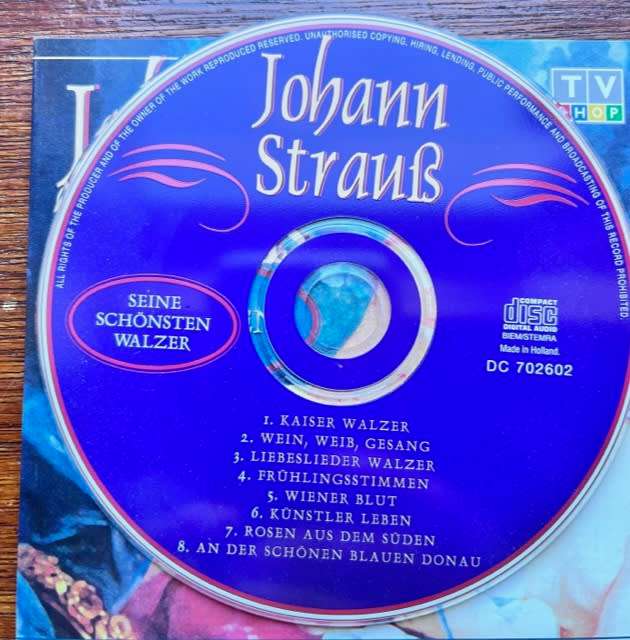 ALL RIGHTS OF THE PRODUCER AND OF THE OWNER OF THE WORK REPRODUCED RESERVED. UNAUTHORISED COPYING, HIRING, LENDING, PUBLIC PERFORMANCE AND BROADCASTING OF THIS RECORD PROHIBITED.
Johann
Strauß
TV
SHOP
SEINE
SCHÖNSTEN
WALZER
COMPACT
disc
DIGITAL AUDIO
BIEM/STEMRA
Made in Holland.
DC 702602
1. KAISER WALZER
2. WEIN, WEIB, GESANG
3. LIEBESLIEDER WALZER
4. FRÜHLINGSSTIMMEN
5. WIENER BLUT
6. KÜNSTLER LEBEN
7. ROSEN AUS DEM SÜDEN
8. AN DER SCHÖNEN BLAUEN DONAU